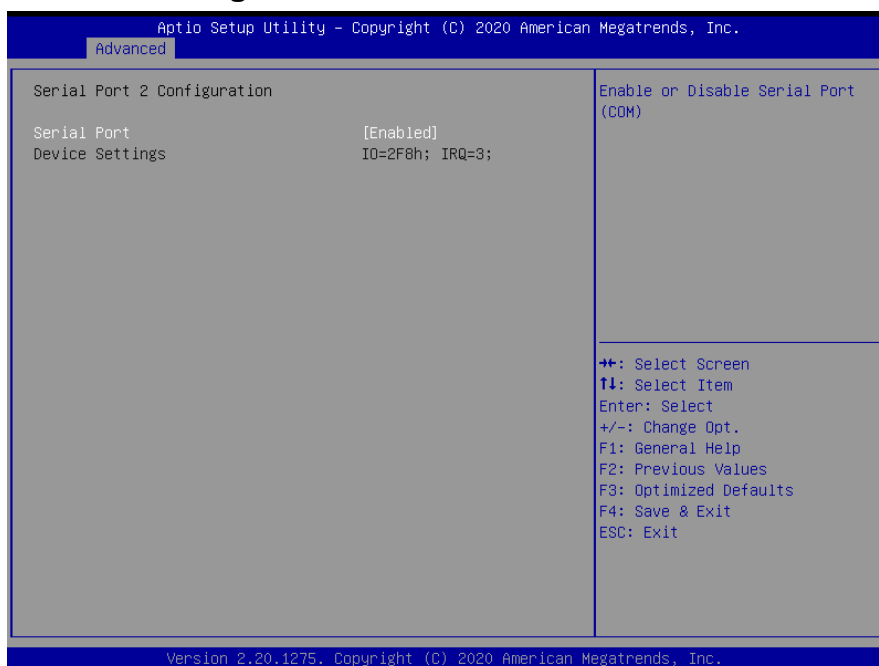 Aptio Setup Utility – Copyright (C) 2020 American Megatrends, Inc.
Advanced
Serial Port 2 Configuration
Serial Port [Enabled]
Device Settings IO=2F8h; IRQ=3;
Enable or Disable Serial Port
(COM)
→←: Select Screen
↑↓: Select Item
Enter: Select
+/-: Change Opt.
F1: General Help
F2: Previous Values
F3: Optimized Defaults
F4: Save & Exit
ESC: Exit
Version 2.20.1275. Copyright (C) 2020 American Megatrends, Inc.